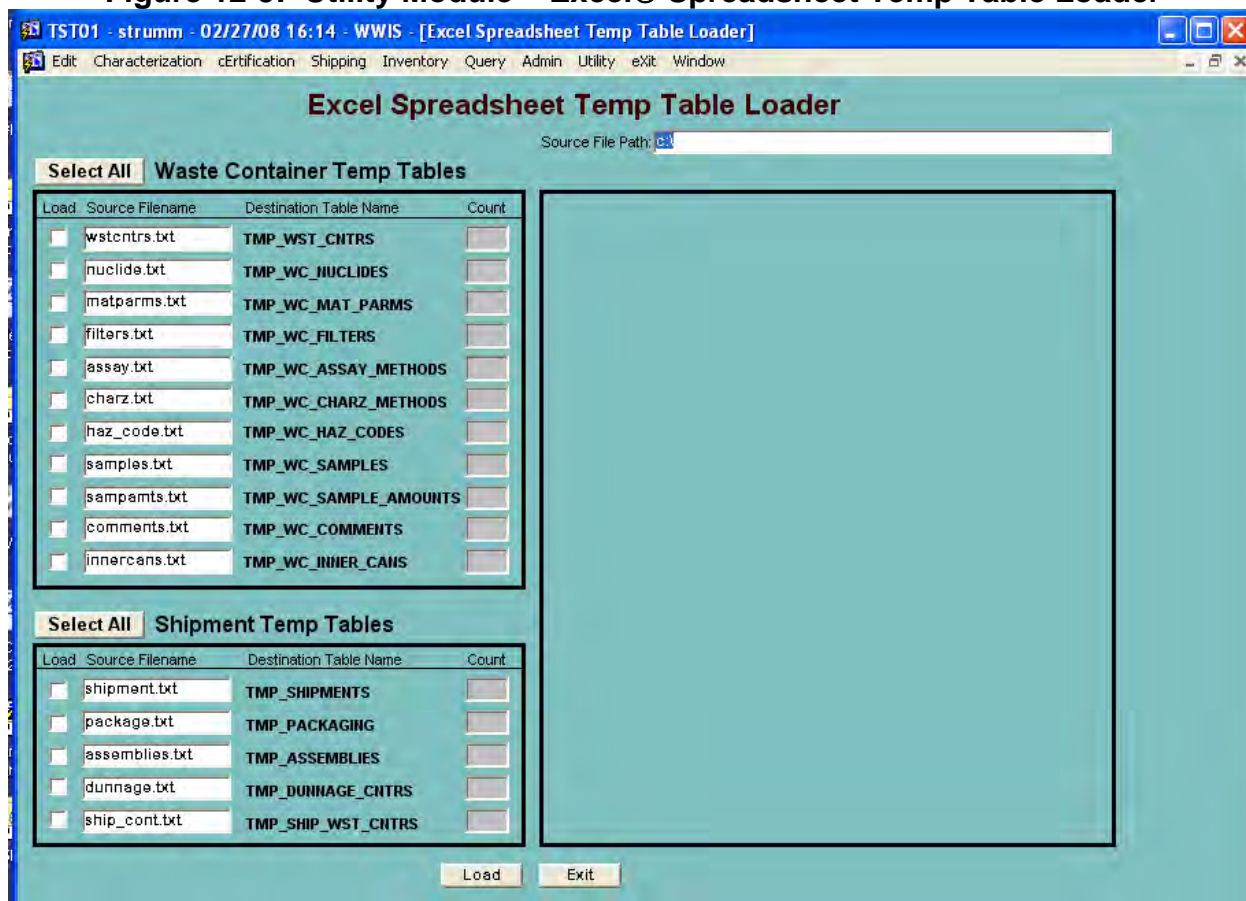 Figure 12-3. Utility Module – Excel® Spreadsheet Temp Table Loader
TST01 - strumm - 02/27/08 16:14 - WWIS - [Excel Spreadsheet Temp Table Loader]
Edit Characterization cErtification Shipping Inventory Query Admin Utility eXit Window
Excel Spreadsheet Temp Table Loader
Source File Path: c:\
Select All Waste Container Temp Tables
Load Source Filename Destination Table Name Count
wstcntrs.txt TMP_WST_CNTRS
nuclide.txt TMP_WC_NUCLIDES
matparms.txt TMP_WC_MAT_PARMS
filters.txt TMP_WC_FILTERS
assay.txt TMP_WC_ASSAY_METHODS
charz.txt TMP_WC_CHARZ_METHODS
haz_code.txt TMP_WC_HAZ_CODES
samples.txt TMP_WC_SAMPLES
sampamts.txt TMP_WC_SAMPLE_AMOUNTS
comments.txt TMP_WC_COMMENTS
innercans.txt TMP_WC_INNER_CANS
Select All Shipment Temp Tables
Load Source Filename Destination Table Name Count
shipment.txt TMP_SHIPMENTS
package.txt TMP_PACKAGING
assemblies.txt TMP_ASSEMBLIES
dunnage.txt TMP_DUNNAGE_CNTRS
ship_cont.txt TMP_SHIP_WST_CNTRS
Load Exit